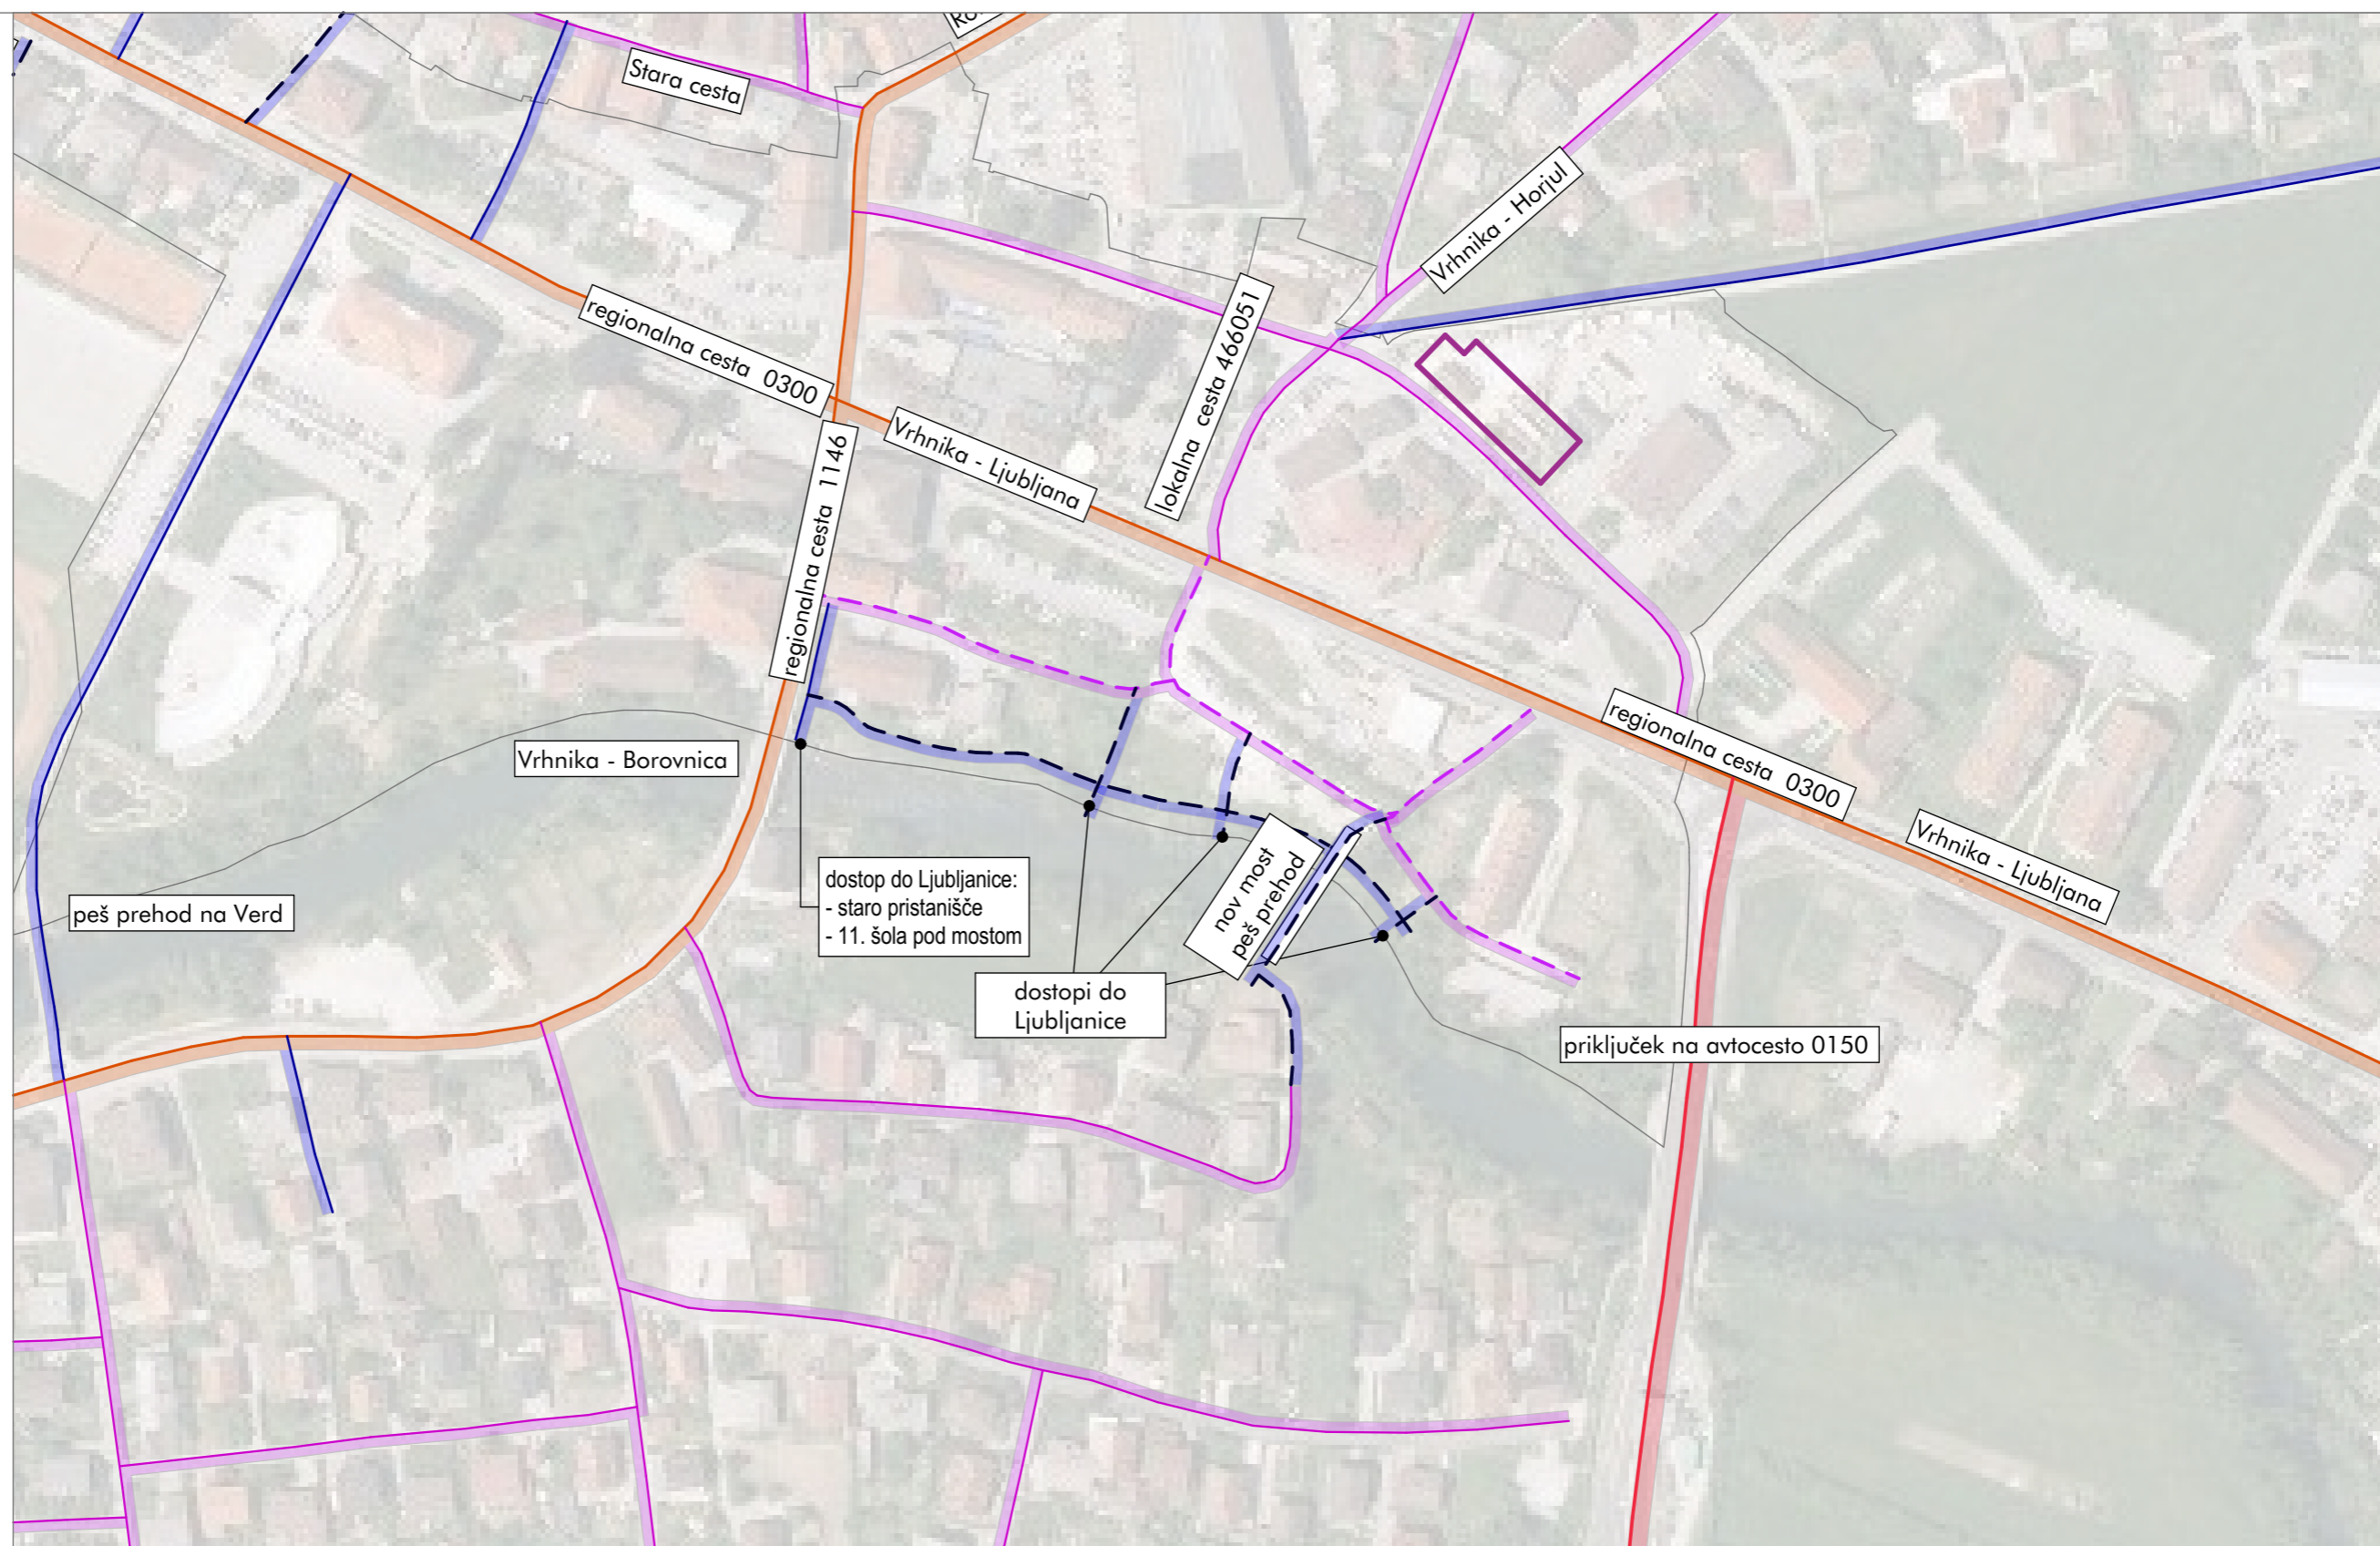 Stara cesta
Vrhnika - Horjul
regionalna cesta 0300
Vrhnika - Ljubljana
lokalna cesta 466051
regionalna cesta 1146
regionalna cesta 0300
Vrhnika - Ljubljana
Vrhnika - Borovnica
peš prehod na Verd
dostop do Ljubljanice:
- staro pristanišče
- 11. šola pod mostom
nov most
peš prehod
dostopi do
Ljubljanice
priključek na avtocesto 0150